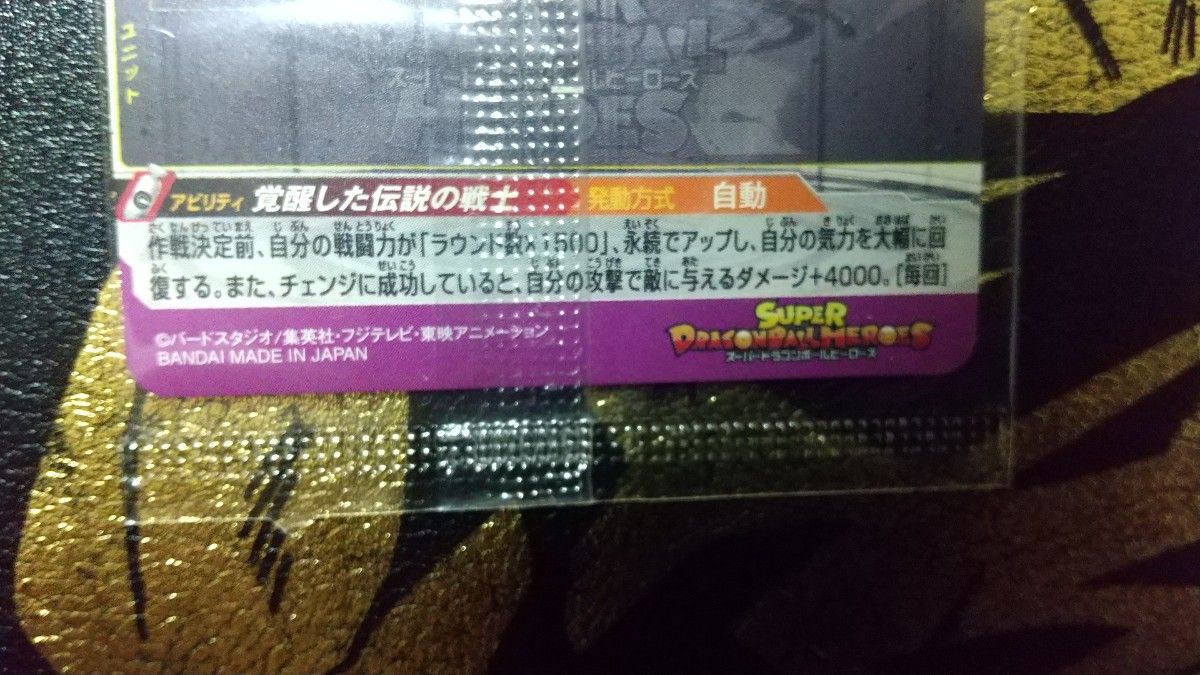 ユニット
スーパー ールヒーローズ
アビリティ 覚醒した伝説の戦士 発動方式 自動
作戦決定前、自分の戦闘力が「ラウンド数×1500」、永続でアップし、自分の気力を大幅に回
復する。また、チェンジに成功していると、自分の攻撃で敵に与えるダメージ+4000。[毎回]
©バードスタジオ/集英社・フジテレビ・東映アニメーション
BANDAI MADE IN JAPAN
SUPER
DRAGONBALL HEROES
スーパードラゴンボールヒーローズ